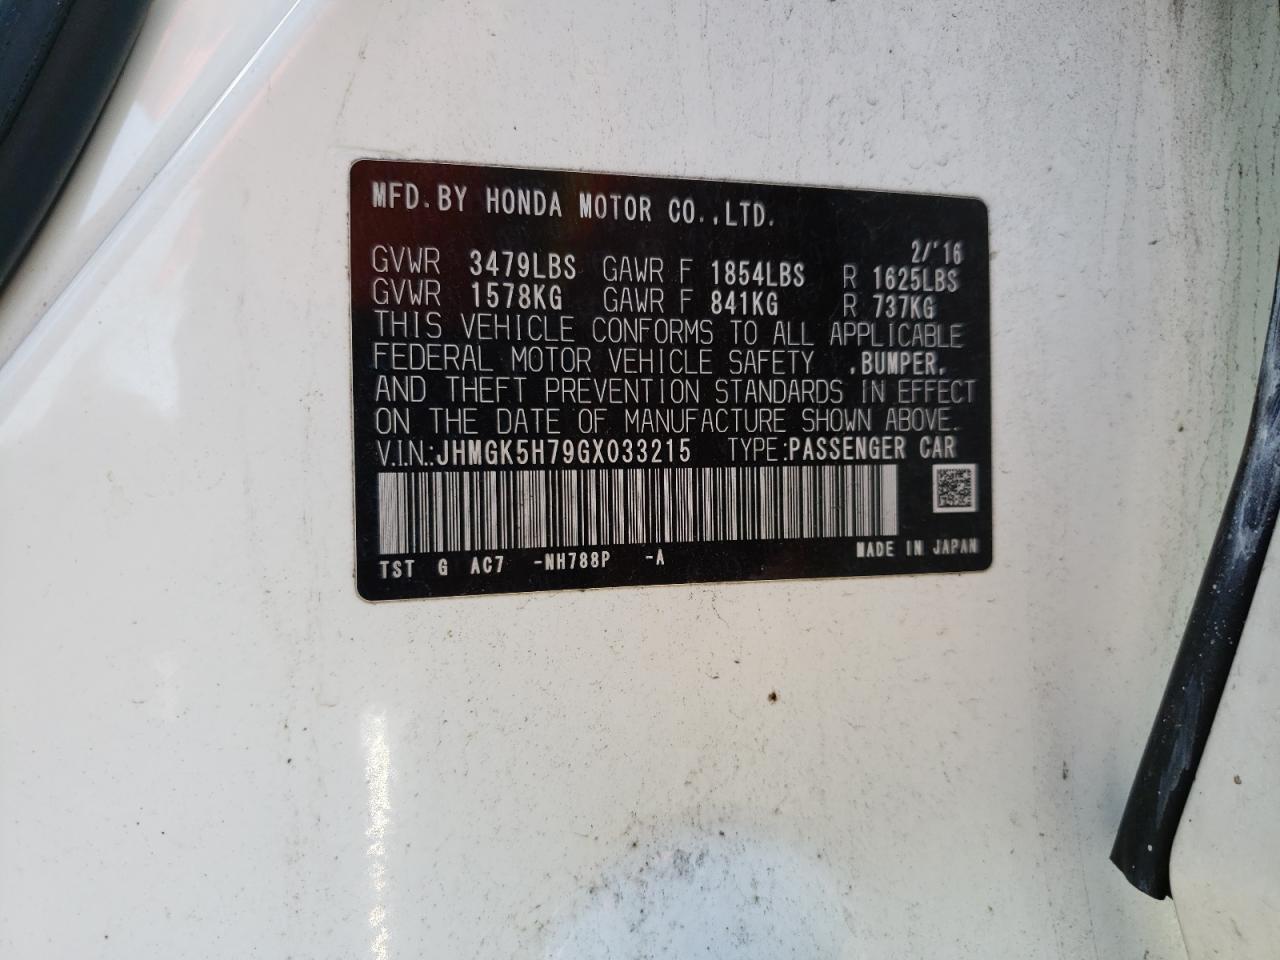 MFD.BY HONDA MOTOR CO.,LTD.
2/'16
GVWR 3479LBS GAWR F 1854LBS R 1625LBS
GVWR 1578KG GAWR F 841KG R 737KG
THIS VEHICLE CONFORMS TO ALL APPLICABLE
FEDERAL MOTOR VEHICLE SAFETY ,BUMPER,
AND THEFT PREVENTION STANDARDS IN EFFECT
ON THE DATE OF MANUFACTURE SHOWN ABOVE.
V.I.N.:JHMGK5H79GX033215 TYPE:PASSENGER CAR
TST G AC7 -NH788P -A MADE IN JAPAN